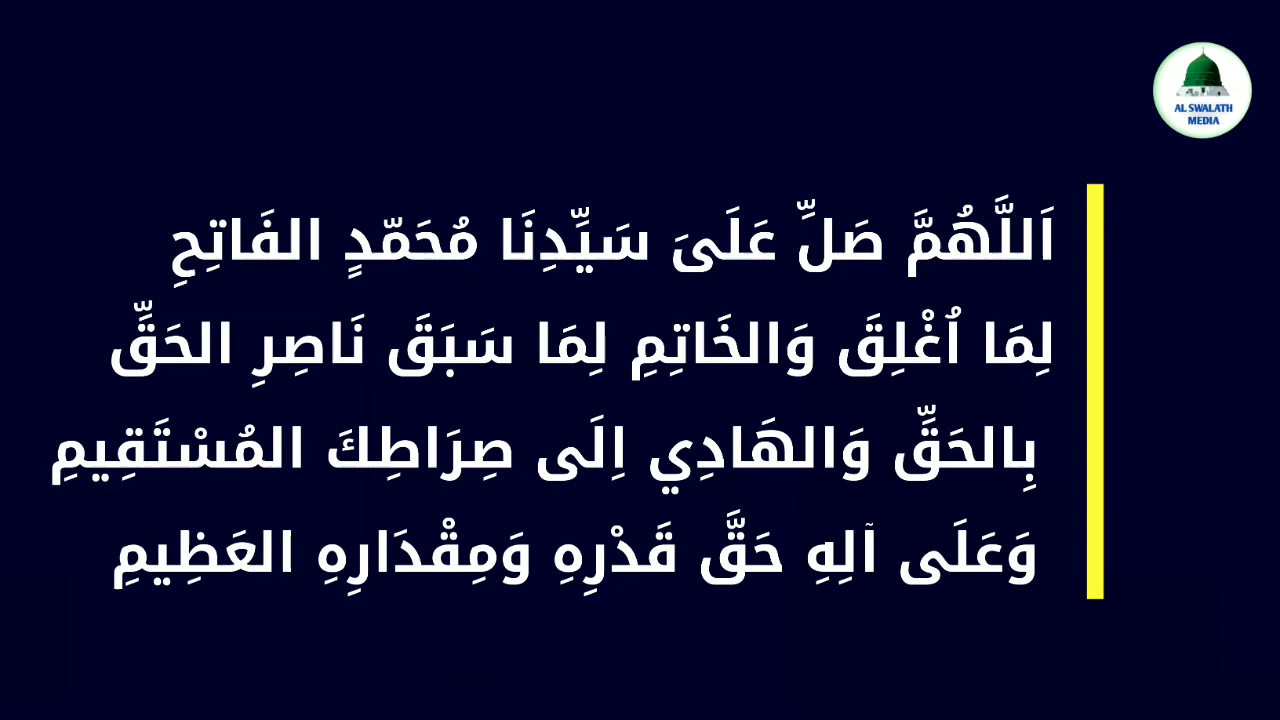 AL SWALATH
MEDIA
اَللَّهُمَّ صَلِّ عَلَىَ سَيِّدِنَا مُحَمّدٍ الفَاتِحِ
لِمَا اُغْلِقَ وَالخَاتِمِ لِمَا سَبَقَ نَاصِرِ الحَقِّ
بِالحَقِّ وَالهَادِي اِلَى صِرَاطِكَ المُسْتَقِيمِ
وَعَلَى آلِهِ حَقَّ قَدْرِهِ وَمِقْدَارِهِ العَظِيمِ